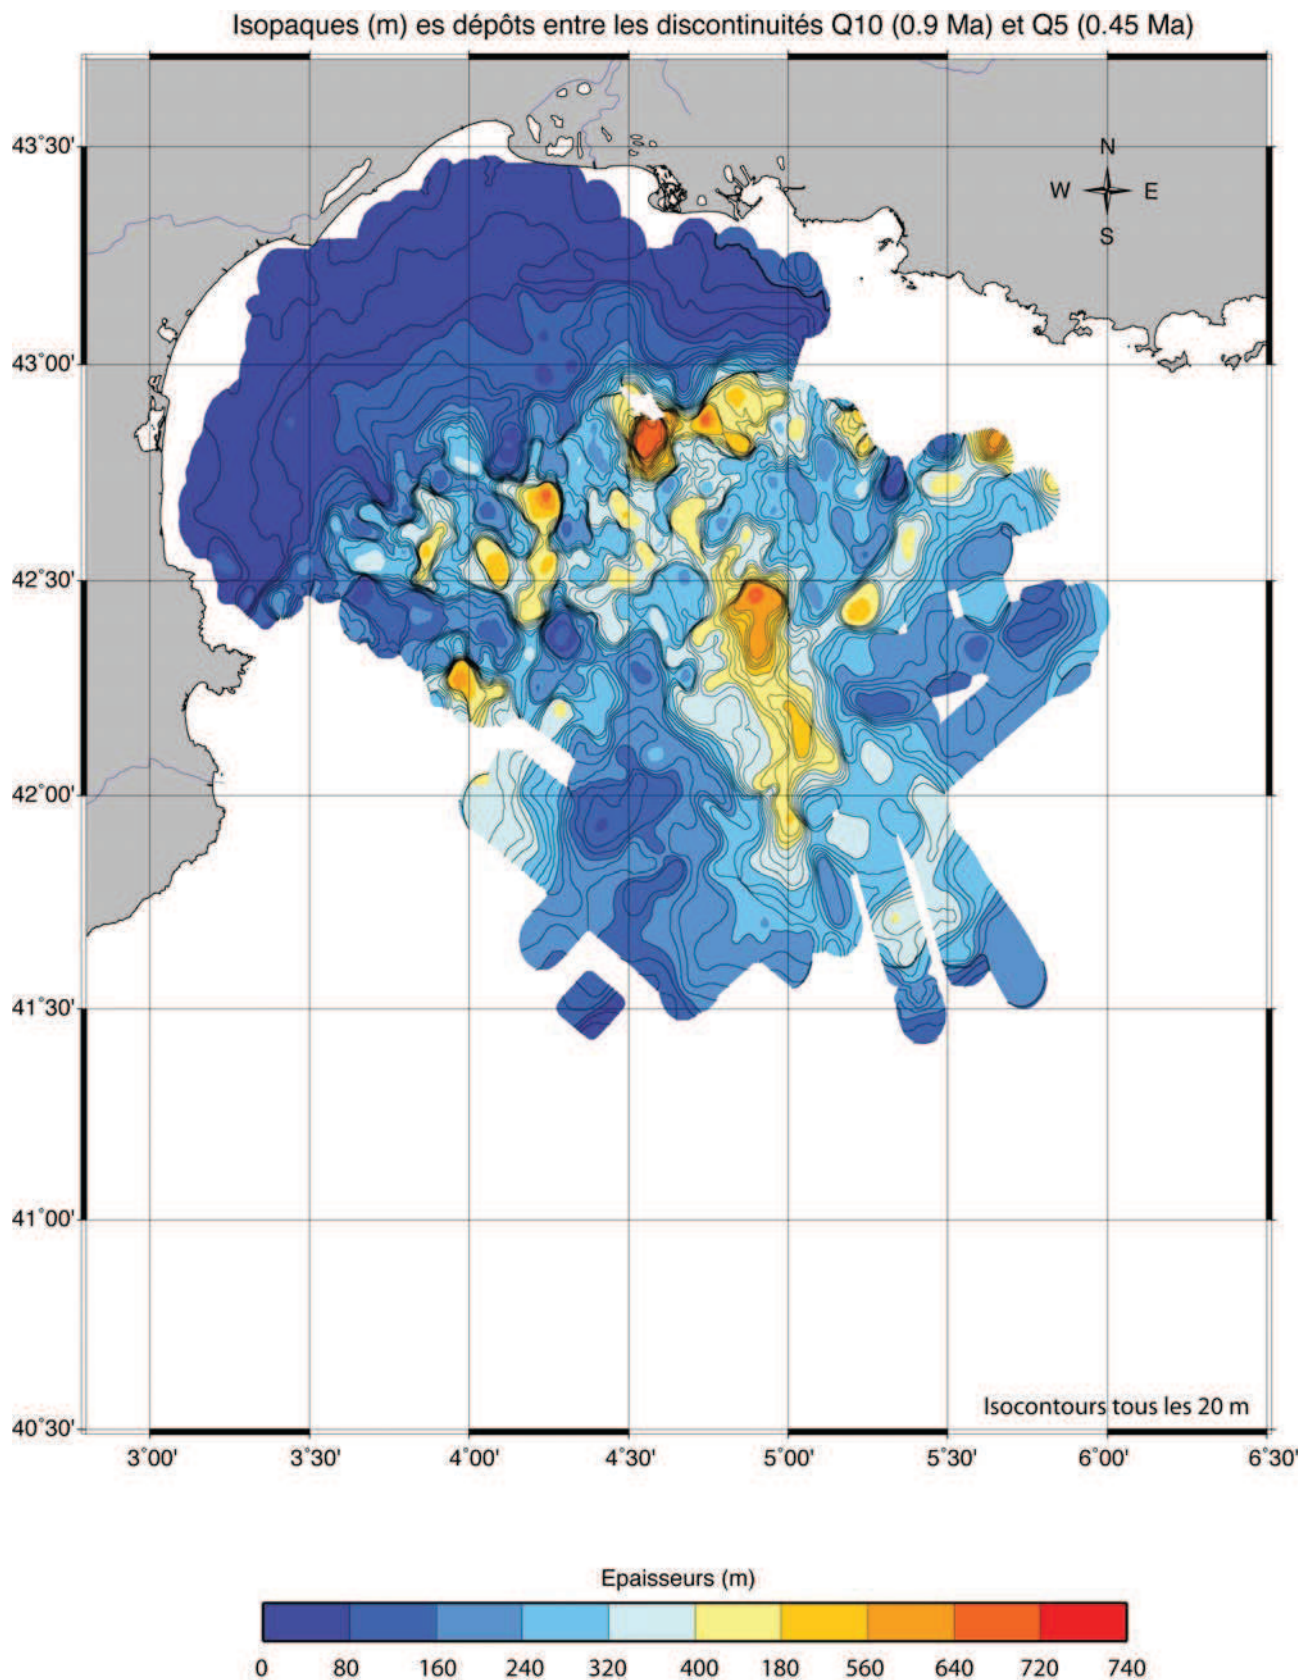 Isopaques (m) es dépôts entre les discontinuités Q10 (0.9 Ma) et Q5 (0.45 Ma)
43°30'
N
W E
S
43°00'
42°30'
42°00'
41°30'
41°00'
40°30'
Isocontours tous les 20 m
3°00' 3°30' 4°00' 4°30' 5°00' 5°30' 6°00' 6°30'
Epaisseurs (m)
0 80 160 240 320 400 180 560 640 720 740